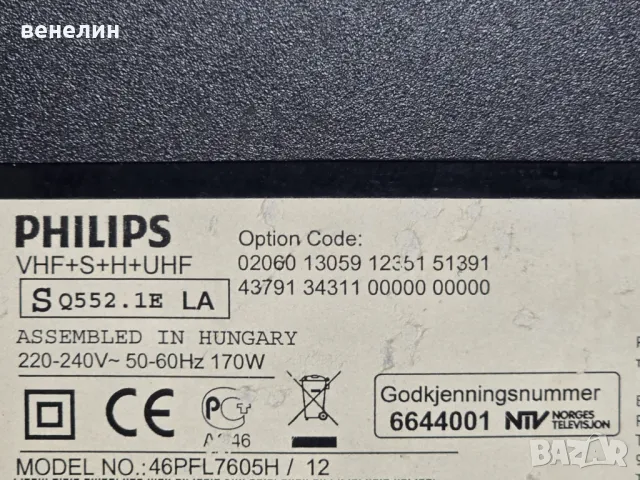 венелин
PHILIPS
VHF+S+H+UHF
S Q552.1E LA
ASSEMBLED IN HUNGARY
220-240V~ 50-60Hz 170W
Option Code:
02060 13059 12351 51391
43791 34311 00000 00000
CE
Godkjenningsnummer
6644001 NTV NORGES
TELEVISJON
MODEL NO.:46PFL7605H / 12
bazar